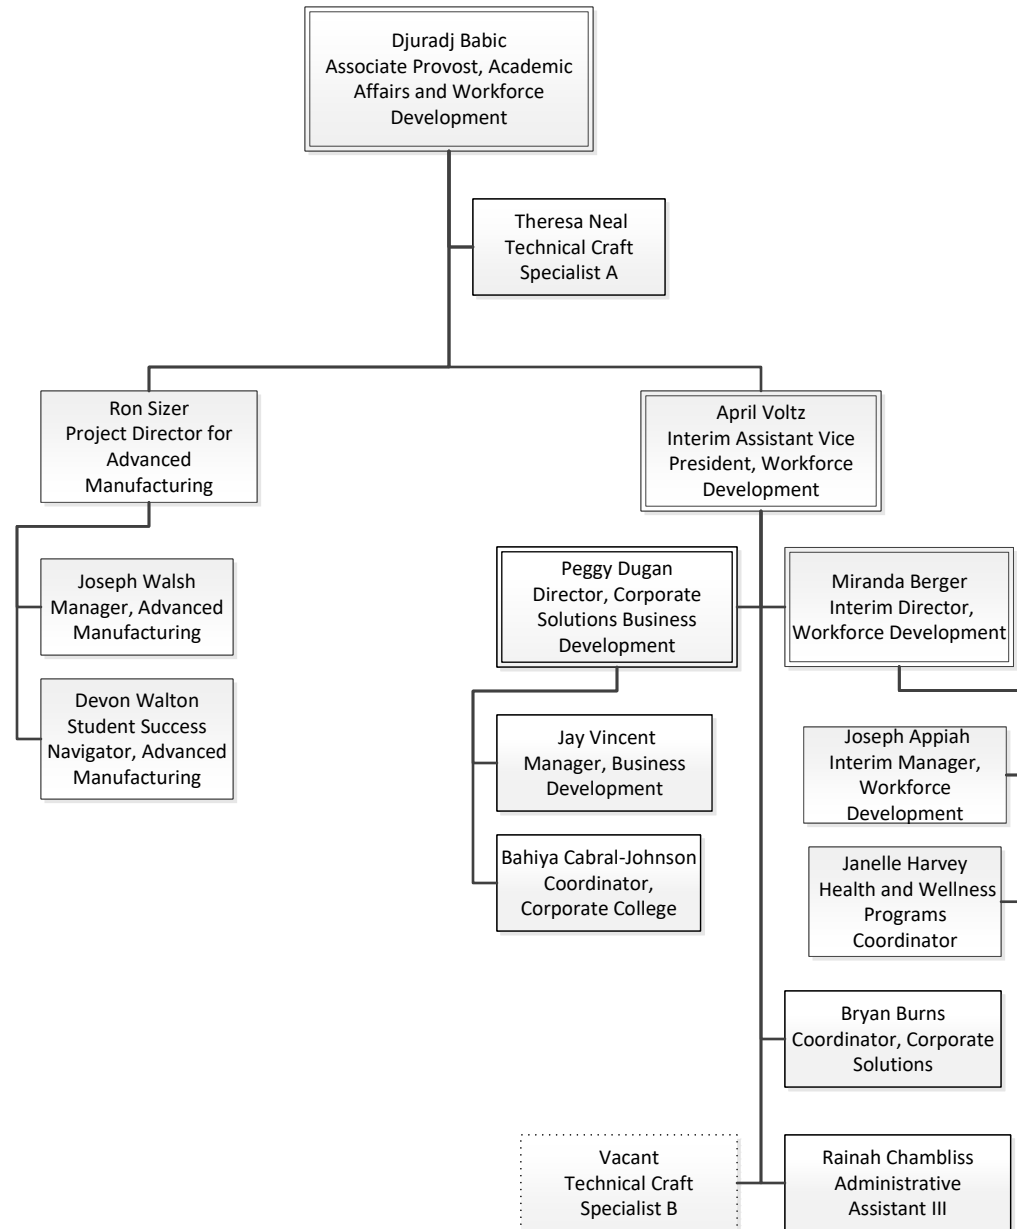 Djuradj Babic
Associate Provost, Academic
Affairs and Workforce
Development
Theresa Neal
Technical Craft
Specialist A
Ron Sizer
Project Director for
Advanced
Manufacturing
April Voltz
Interim Assistant Vice
President, Workforce
Development
Joseph Walsh
Manager, Advanced
Manufacturing
Devon Walton
Student Success
Navigator, Advanced
Manufacturing
Peggy Dugan
Director, Corporate
Solutions Business
Development
Jay Vincent
Manager, Business
Development
Bahiya Cabral-Johnson
Coordinator,
Corporate College
Miranda Berger
Interim Director,
Workforce Development
Joseph Appiah
Interim Manager,
Workforce
Development
Janelle Harvey
Health and Wellness
Programs
Coordinator
Bryan Burns
Coordinator, Corporate
Solutions
Vacant
Technical Craft
Specialist B
Rainah Chambliss
Administrative
Assistant III